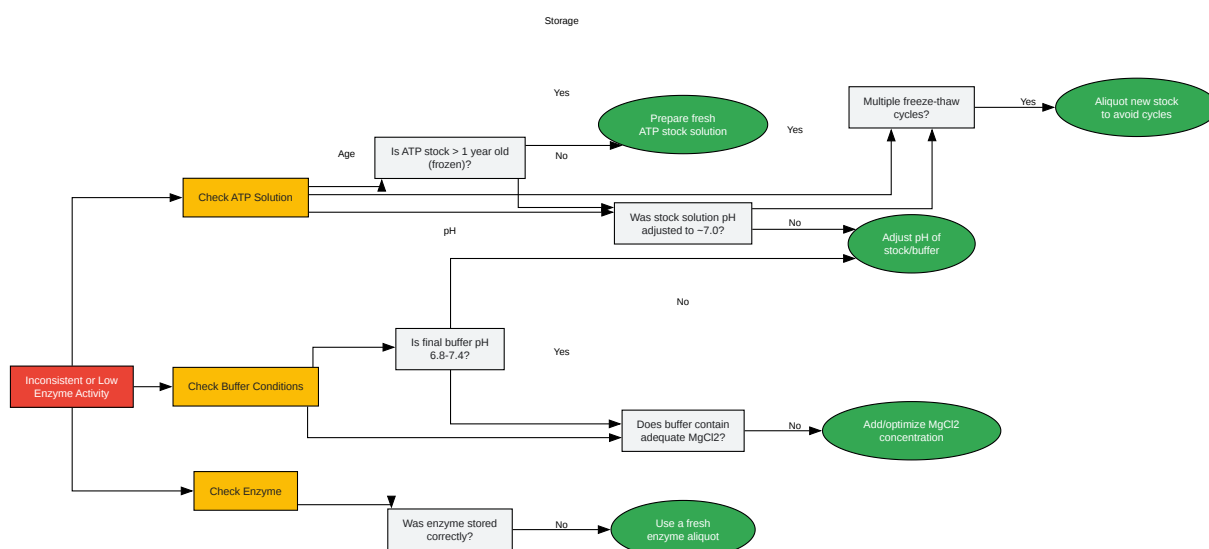 Storage
Yes
Multiple freeze-thaw
cycles?
Yes
Aliquot new stock
to avoid cycles
Prepare fresh
ATP stock solution
Yes
Age
Is ATP stock > 1 year old
(frozen)?
No
Check ATP Solution
Was stock solution pH
adjusted to ~7.0?
No
pH
Adjust pH of
stock/buffer
No
Is final buffer pH
6.8-7.4?
Yes
Inconsistent or Low
Enzyme Activity
Check Buffer Conditions
Does buffer contain
adequate MgCl2?
No
Add/optimize MgCl2
concentration
Check Enzyme
Was enzyme stored
correctly?
No
Use a fresh
enzyme aliquot